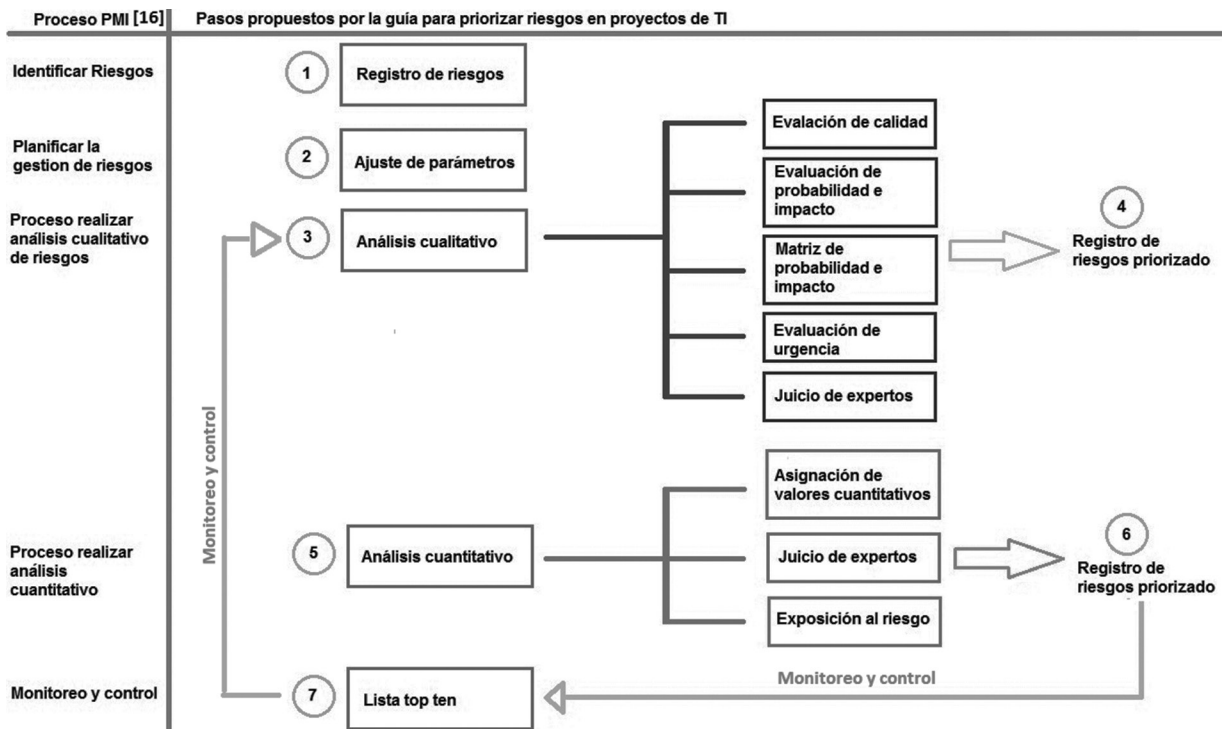 Proceso PMI [16]
Pasos propuestos por la guía para priorizar riesgos en proyectos de TI
Identificar Riesgos
1
Registro de riesgos
Planificar la
gestion de riesgos
2
Ajuste de parámetros
Proceso realizar
análisis cualitativo
de riesgos
3
Análisis cualitativo
Evalación de calidad
Evaluación de
probabilidad e
impacto
Matriz de
probabilidad e
impacto
Evaluación de
urgencia
Juicio de expertos
4
Registro de
riesgos priorizado
Monitoreo y control
Proceso realizar
análisis
cuantitativo
5
Análisis cuantitativo
Asignación de
valores cuantitativos
Juicio de expertos
Exposición al riesgo
6
Registro de
riesgos priorizado
Monitoreo y control
Monitoreo y control
7
Lista top ten